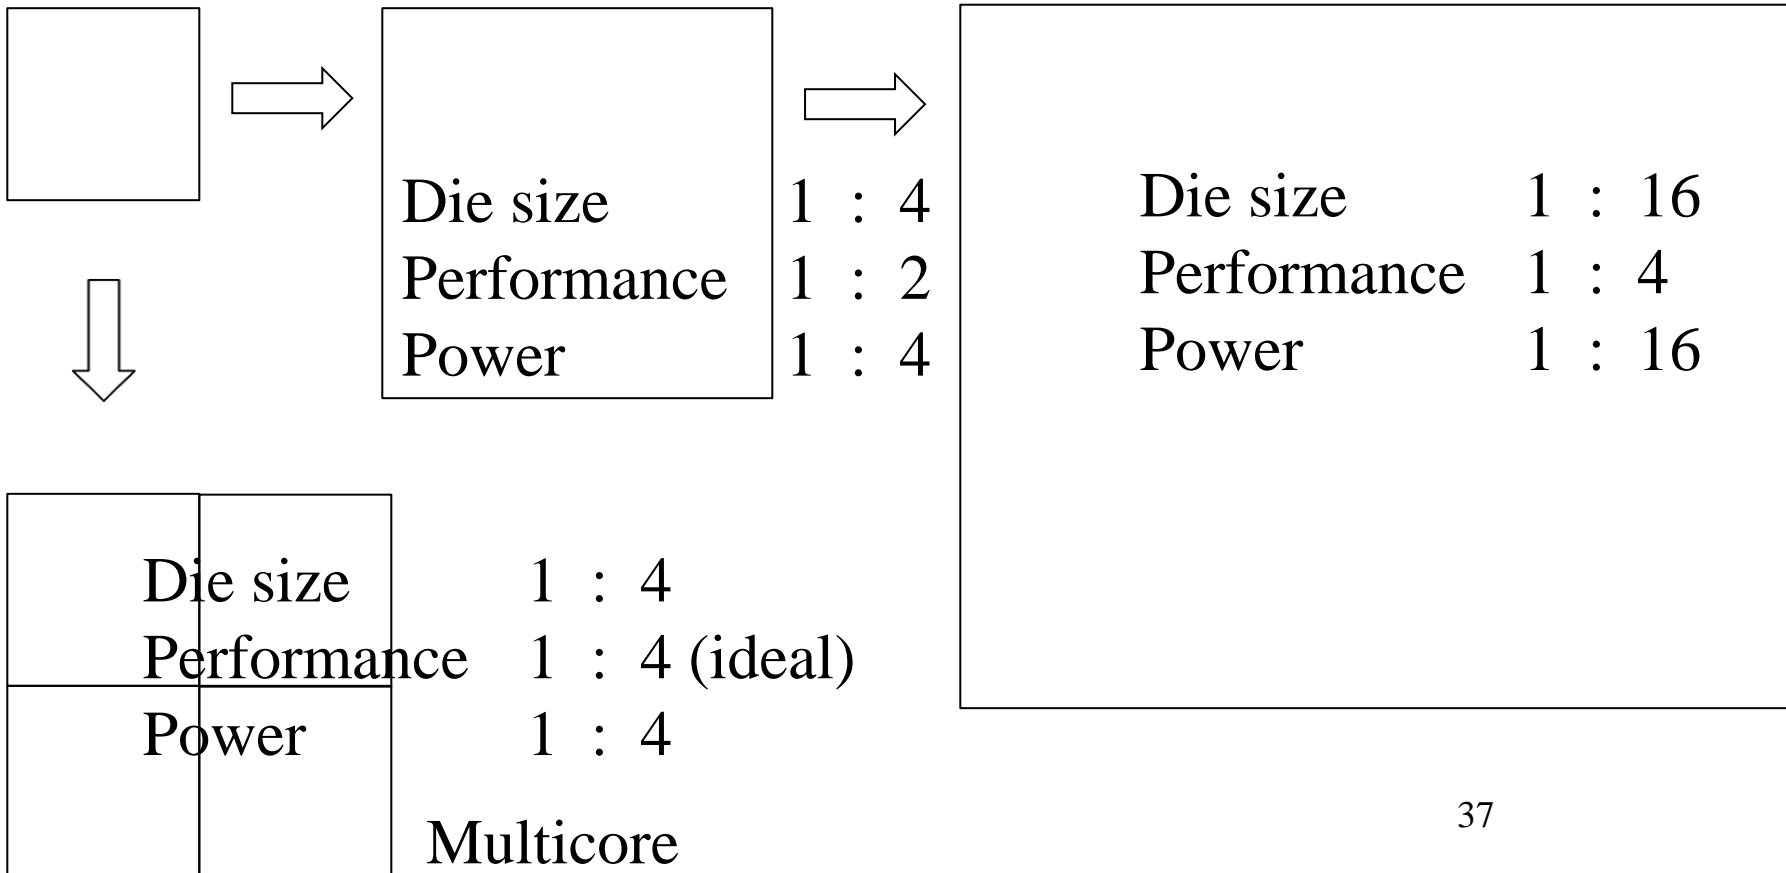 Die size 1 : 4
Performance 1 : 2
Power 1 : 4
Die size 1 : 16
Performance 1 : 4
Power 1 : 16
Die size 1 : 4
Performance 1 : 4 (ideal)
Power 1 : 4
Multicore
37